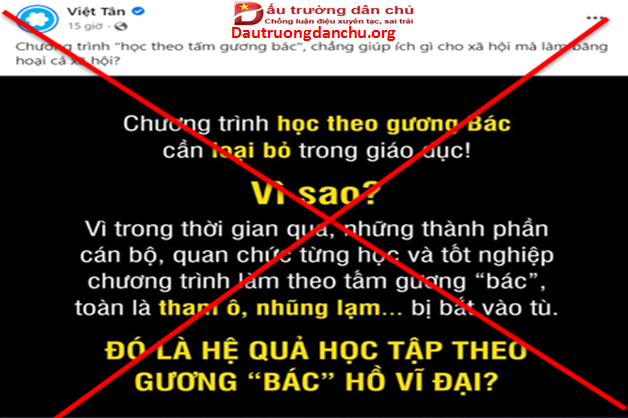 Việt Tân
15 giờ
Dấu trường dân chủ
Chống luận điệu xuyên tạc, sai trái
Dautruongdanchu.org
Chương trình “học theo tấm gương bác”, chẳng giúp ích gì cho xã hội mà làm băng
hoại cả xã hội?
Chương trình học theo gương Bác
cần loại bỏ trong giáo dục!
Vì sao?
Vì trong thời gian qua, những thành phần
cán bộ, quan chức từng học và tốt nghiệp
chương trình làm theo tấm gương “bác”,
toàn là tham ô, nhũng lạm... bị bắt vào tù.
ĐÓ LÀ HỆ QUẢ HỌC TẬP THEO
GƯƠNG “BÁC” HỒ VĨ ĐẠI?